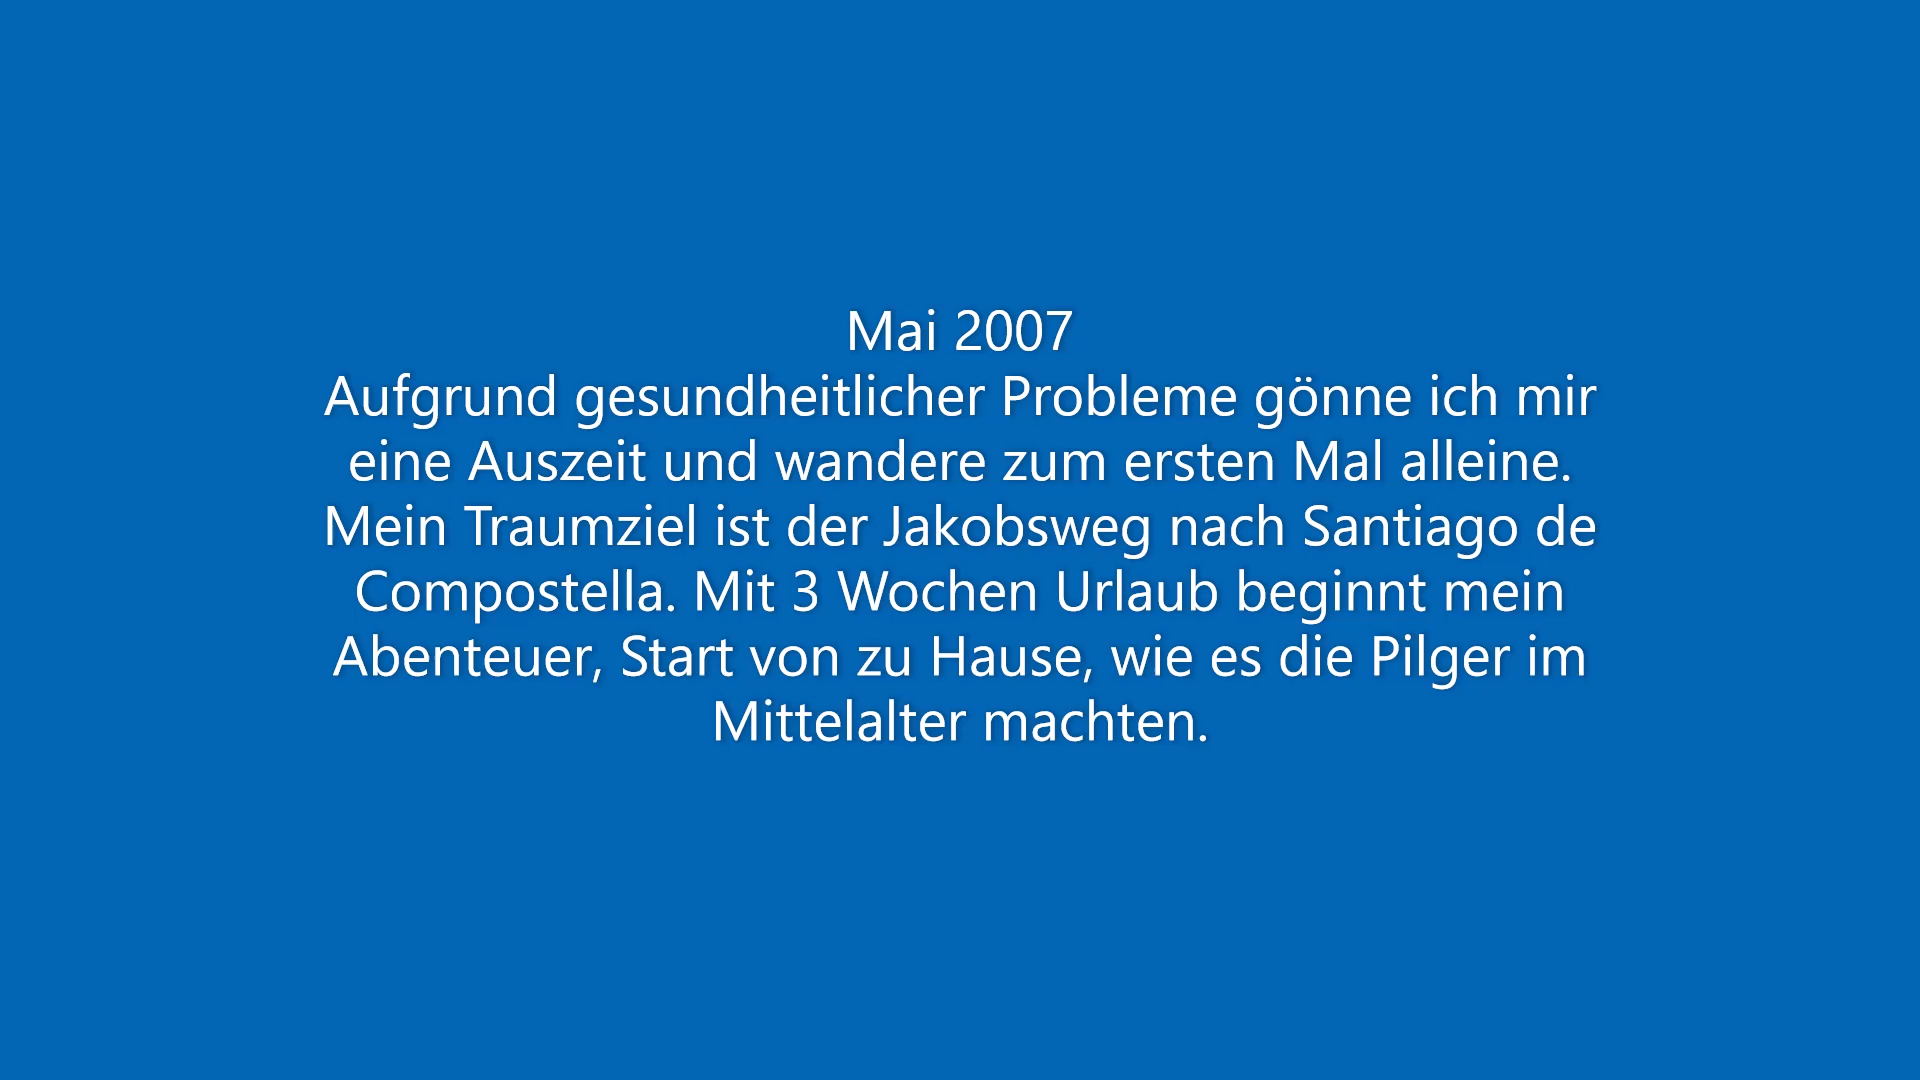 Mai 2007
Aufgrund gesundheitlicher Probleme gönne ich mir
eine Auszeit und wandere zum ersten Mal alleine.
Mein Traumziel ist der Jakobsweg nach Santiago de
Compostella. Mit 3 Wochen Urlaub beginnt mein
Abenteuer, Start von zu Hause, wie es die Pilger im
Mittelalter machten.